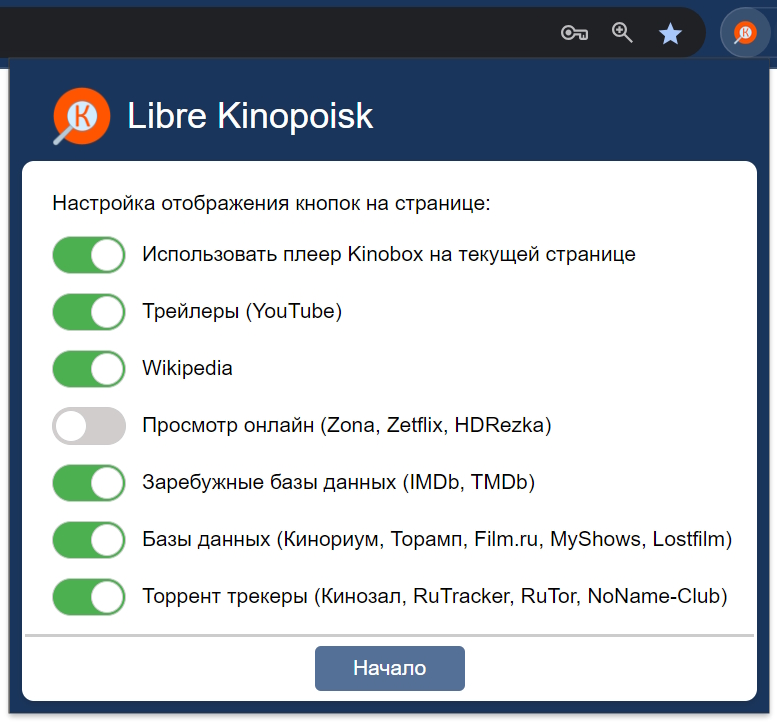 Libre Kinopoisk
Настройка отображения кнопок на странице:
Использовать плеер Kinobox на текущей странице
Трейлеры (YouTube)
Wikipedia
Просмотр онлайн (Zona, Zetflix, HDRezka)
Заребужные базы данных (IMDb, TMDb)
Базы данных (Кинориум, Торамп, Film.ru, MyShows, Lostfilm)
Торрент трекеры (Кинозал, RuTracker, RuTor, NoName-Club)
Начало